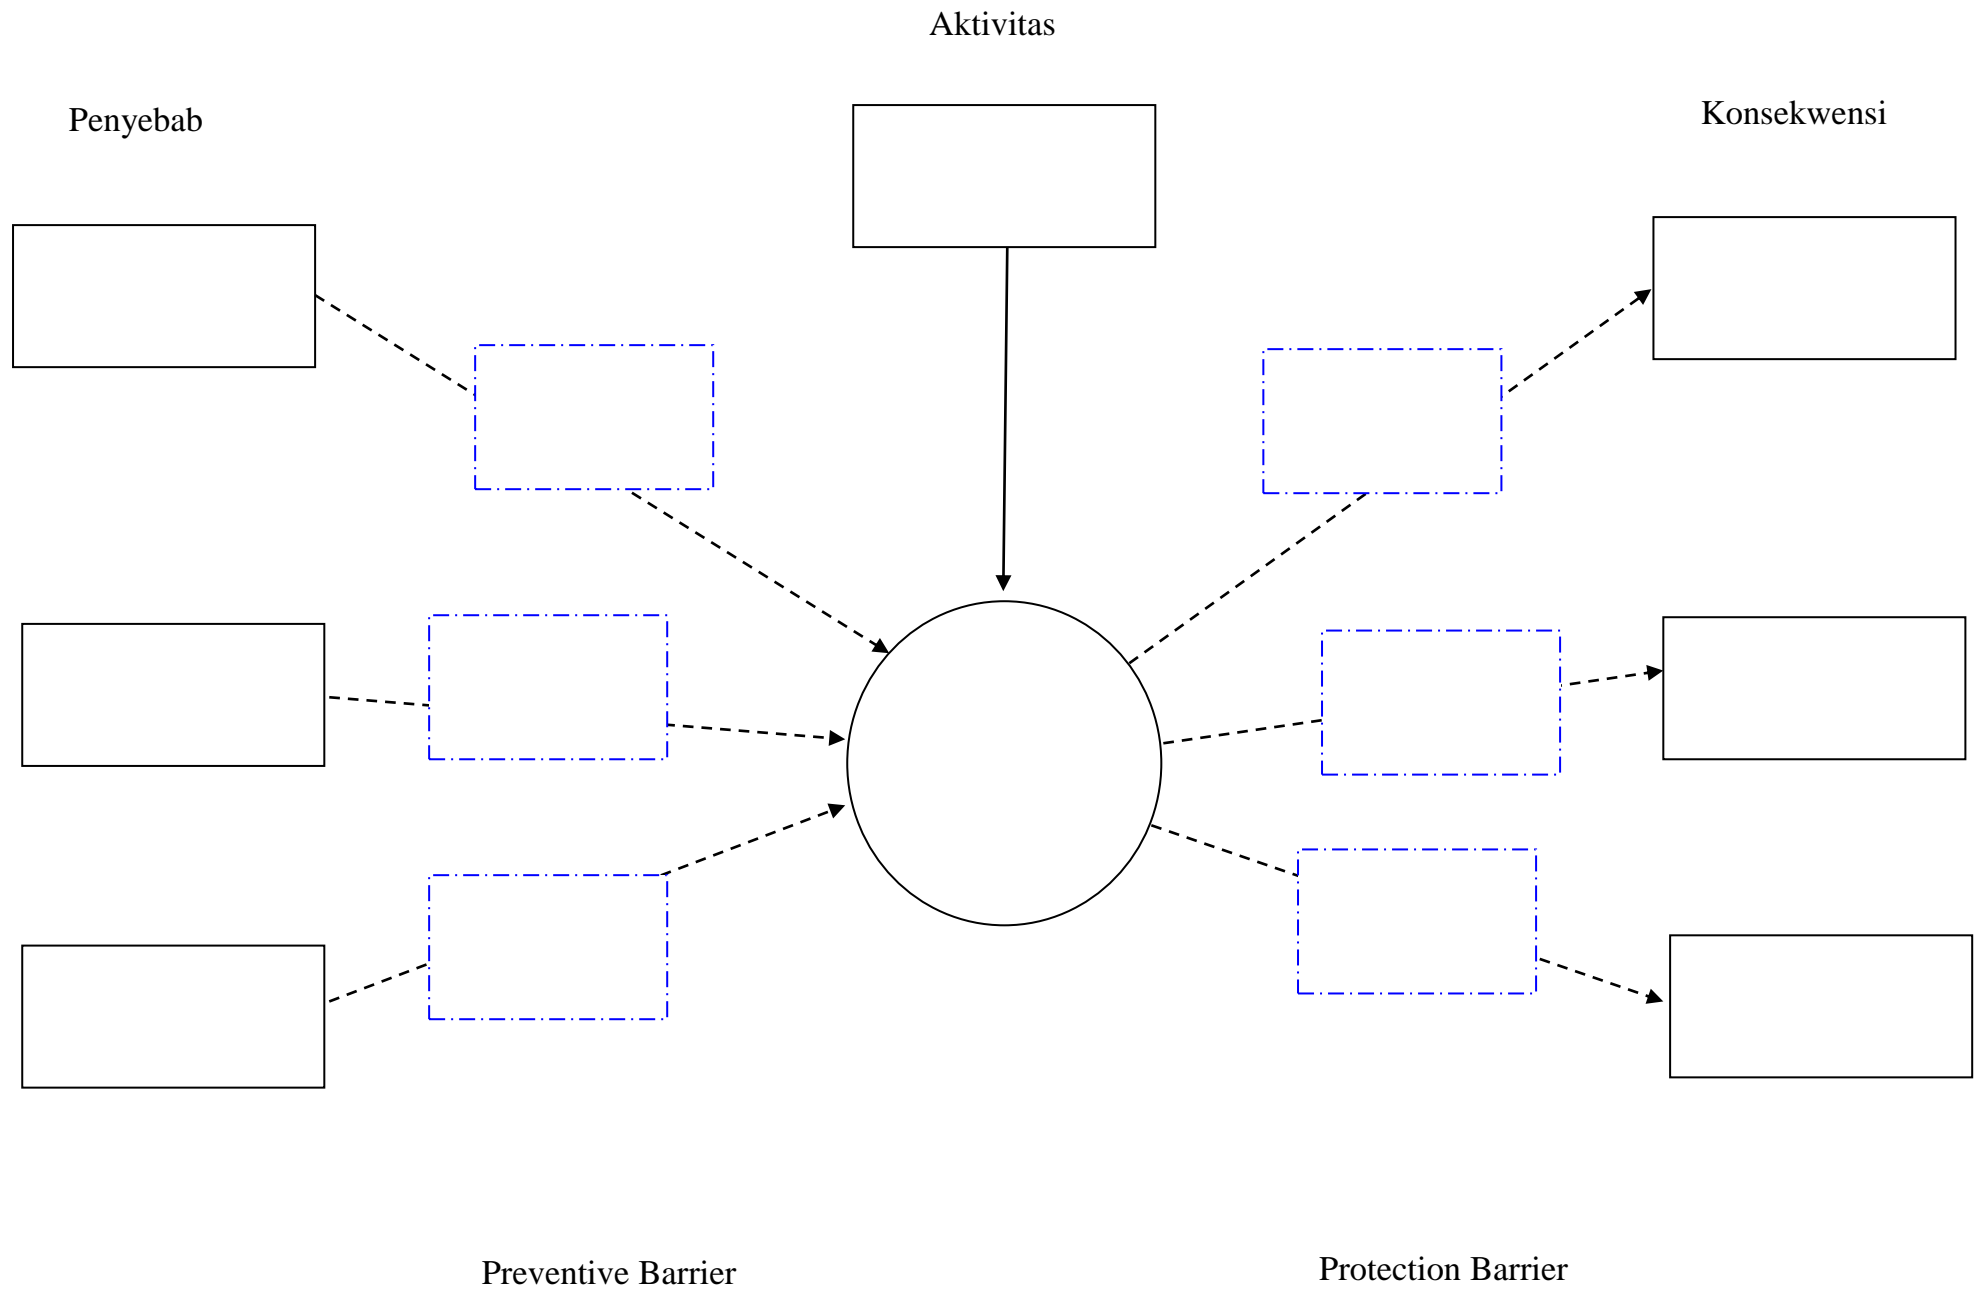 Aktivitas
Penyebab
Konsekwensi
Preventive Barrier
Protection Barrier